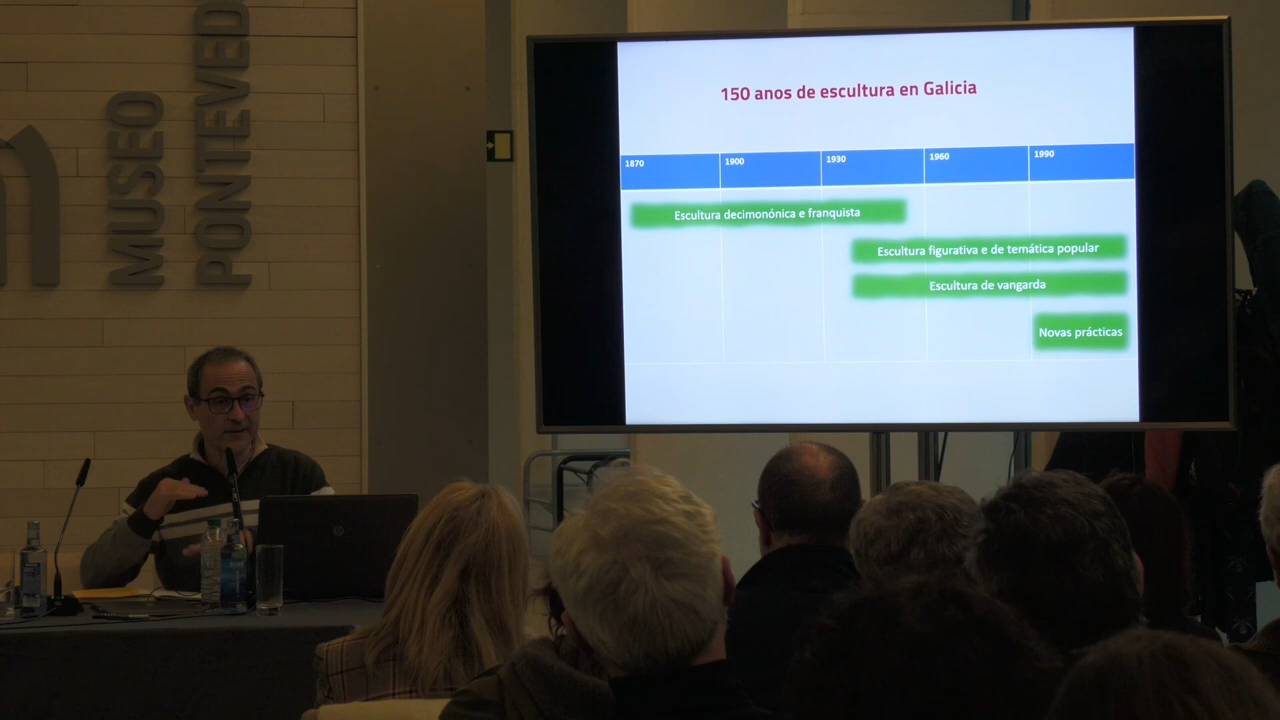 MUSEO
PONTEVED
150 anos de escultura en Galicia
1870 1900 1930 1960 1990
Escultura decimonónica e franquista
Escultura figurativa e de temática popular
Escultura de vangarda
Novas prácticas
hp